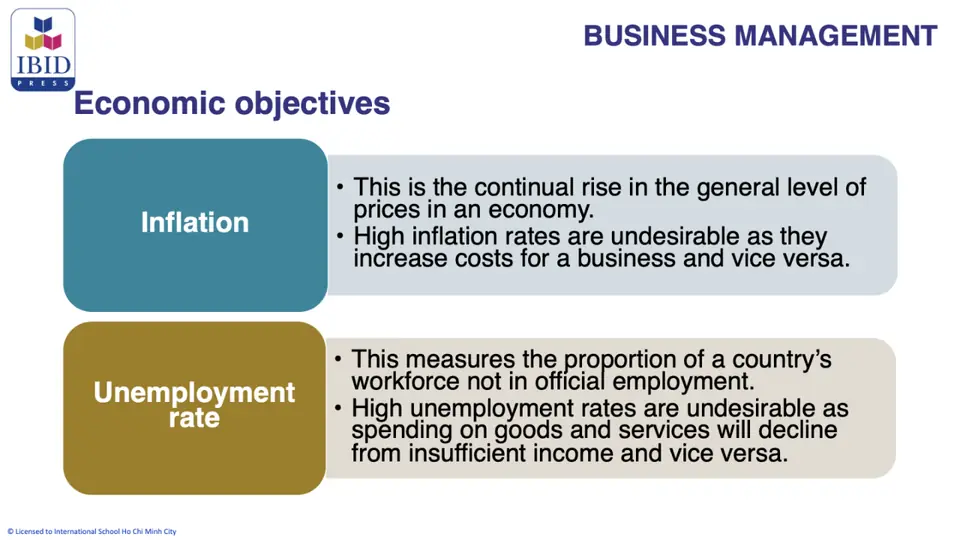 IBID
PRESS
BUSINESS MANAGEMENT
Economic objectives
Inflation
• This is the continual rise in the general level of
prices in an economy.
• High inflation rates are undesirable as they
increase costs for a business and vice versa.
Unemployment
rate
• This measures the proportion of a country's
workforce not in official employment.
• High unemployment rates are undesirable as
spending on goods and services will decline
from insufficient income and vice versa.
© Licensed to International School Ho Chi Minh City